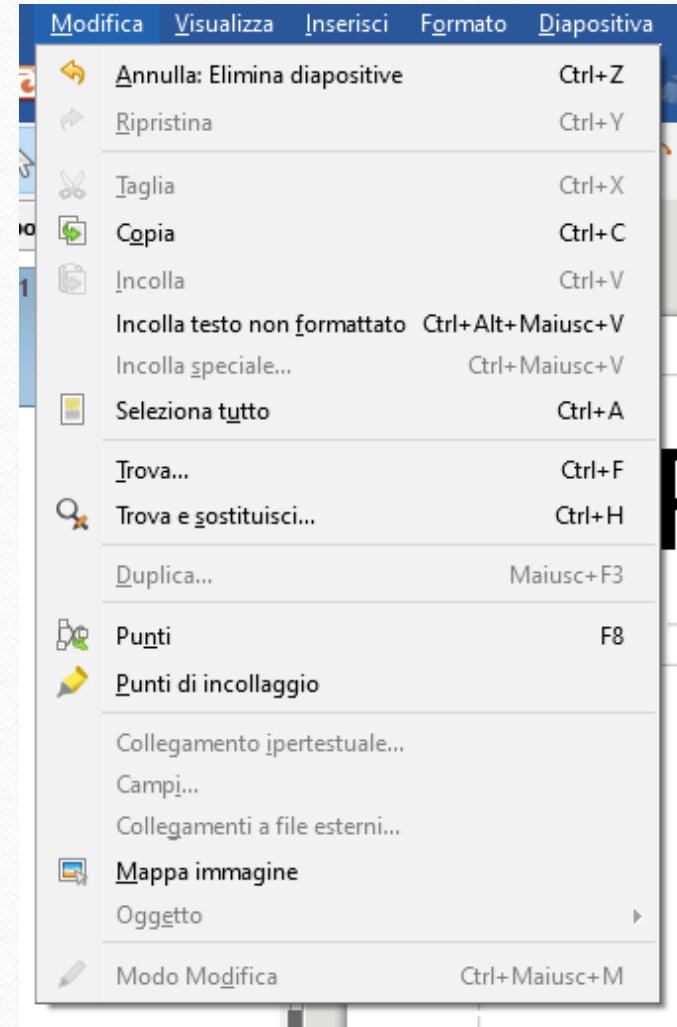 Modifica Visualizza Inserisci Formato Diapositiva
Annulla: Elimina diapositive Ctrl+Z
Ripristina Ctrl+Y
Taglia Ctrl+X
Copia Ctrl+C
Incolla Ctrl+V
Incolla testo non formattato Ctrl+Alt+Maiusc+V
Incolla speciale... Ctrl+Maiusc+V
Seleziona tutto Ctrl+A
Trova... Ctrl+F
Trova e sostituisci... Ctrl+H
Duplica... Maiusc+F3
Punti F8
Punti di incollaggio
Collegamento ipertestuale...
Campi...
Collegamenti a file esterni...
Mappa immagine
Oggetto
Modo Modifica Ctrl+Maiusc+M